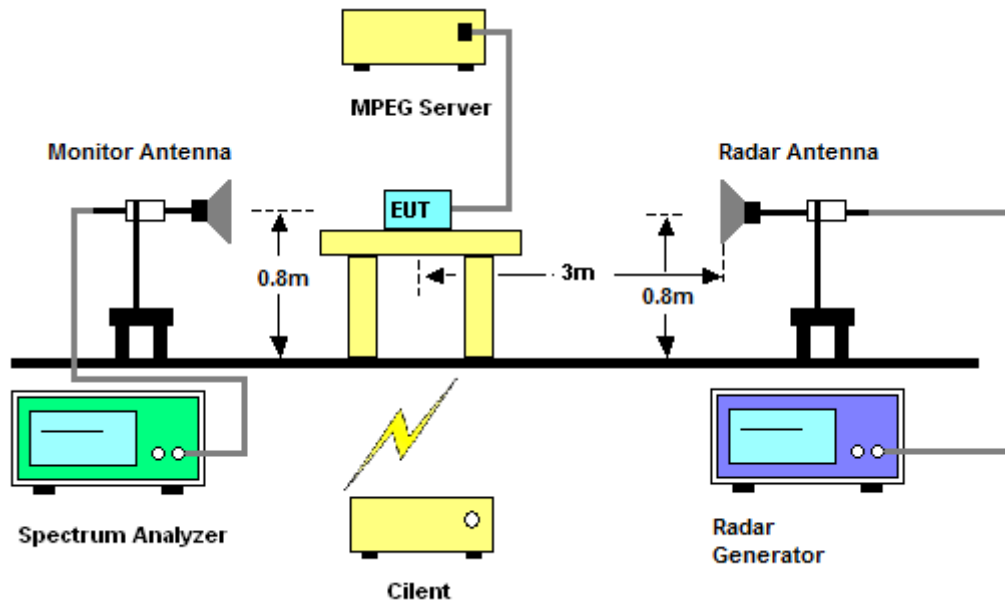 MPEG Server
Monitor Antenna
Radar Antenna
EUT
0.8m
3m
0.8m
Spectrum Analyzer
Radar
Generator
Cilent